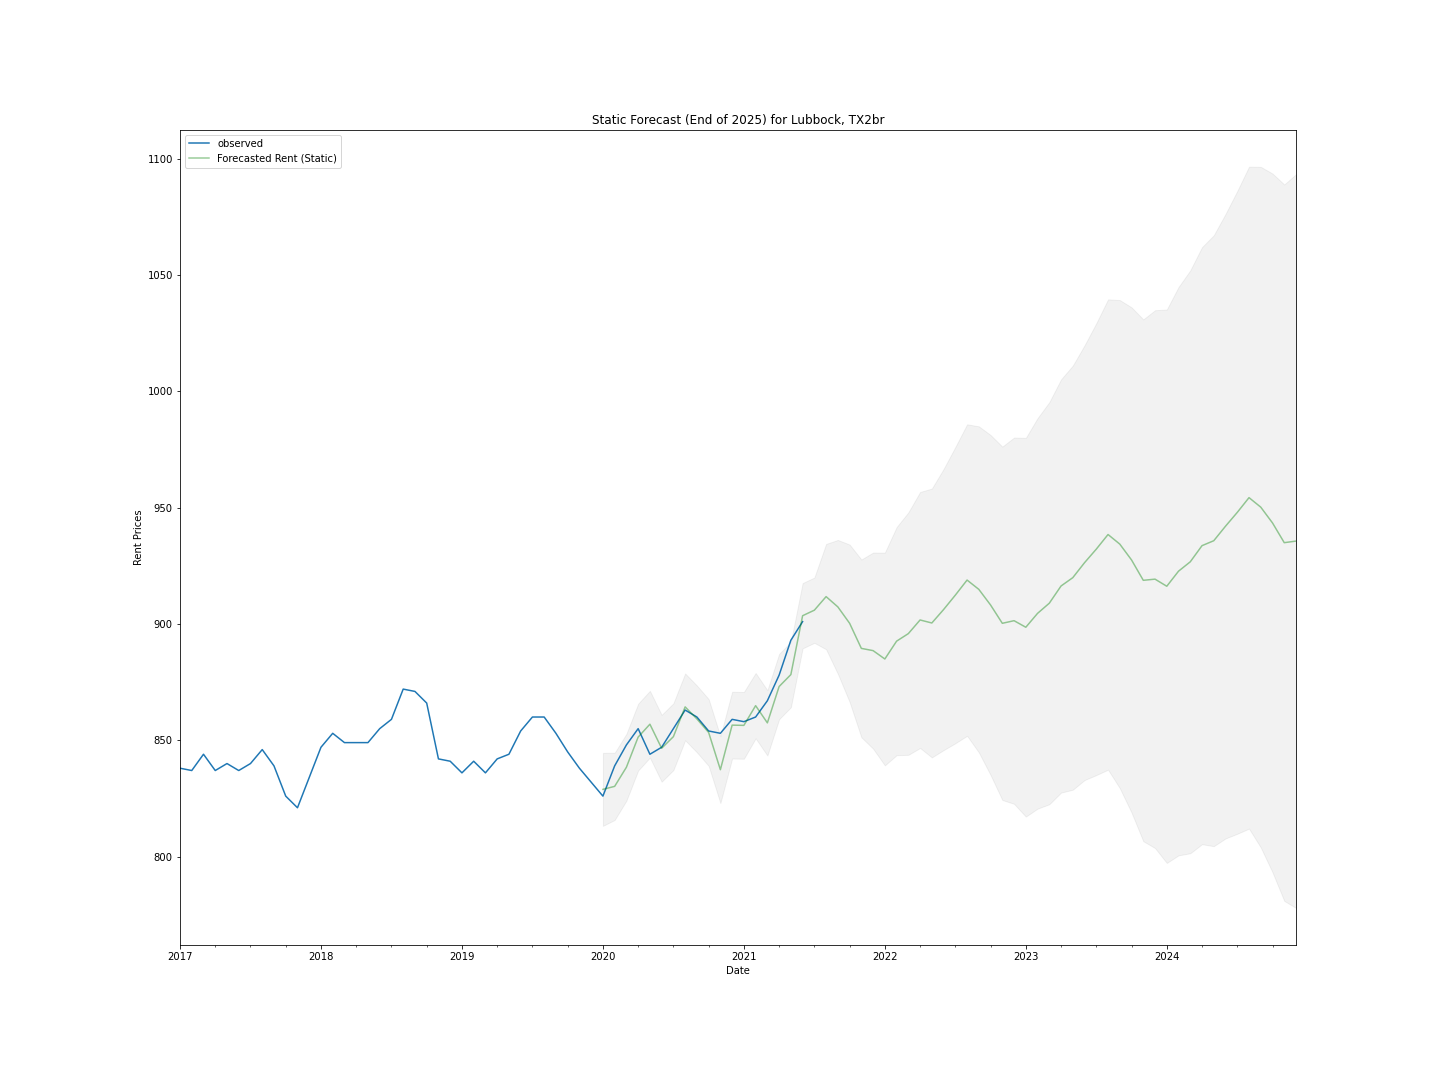 Static Forecast (End of 2025) for Lubbock, TX2br
observed
Forecasted Rent (Static)
1100
1050
1000
950
900
850
800
Rent Prices
2017 2018 2019 2020 2021 2022 2023 2024
Date